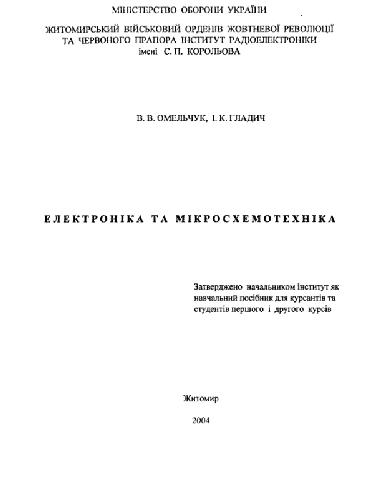 МІНІСТЕРСТВО ОБОРОНИ УКРАЇНИ
ЖИТОМИРСЬКИЙ ВІЙСЬКОВИЙ ОРДЕНІВ ЖОВТНЕВОЇ РЕВОЛЮЦІЇ
ТА ЧЕРВОНОГО ПРАПОРА ІНСТИТУТ РАДІОЕЛЕКТРОНІКИ
імені С. П. КОРОЛЬОВА
В. В. ОМЕЛЬЧУК, І. К. ГЛАДИЧ
ЕЛЕКТРОНІКА ТА МІКРОСХЕМОТЕХНІКА
Затверджено начальником інституту як
навчальний посібник для курсантів та
студентів першого і другого курсів
Житомир
2004